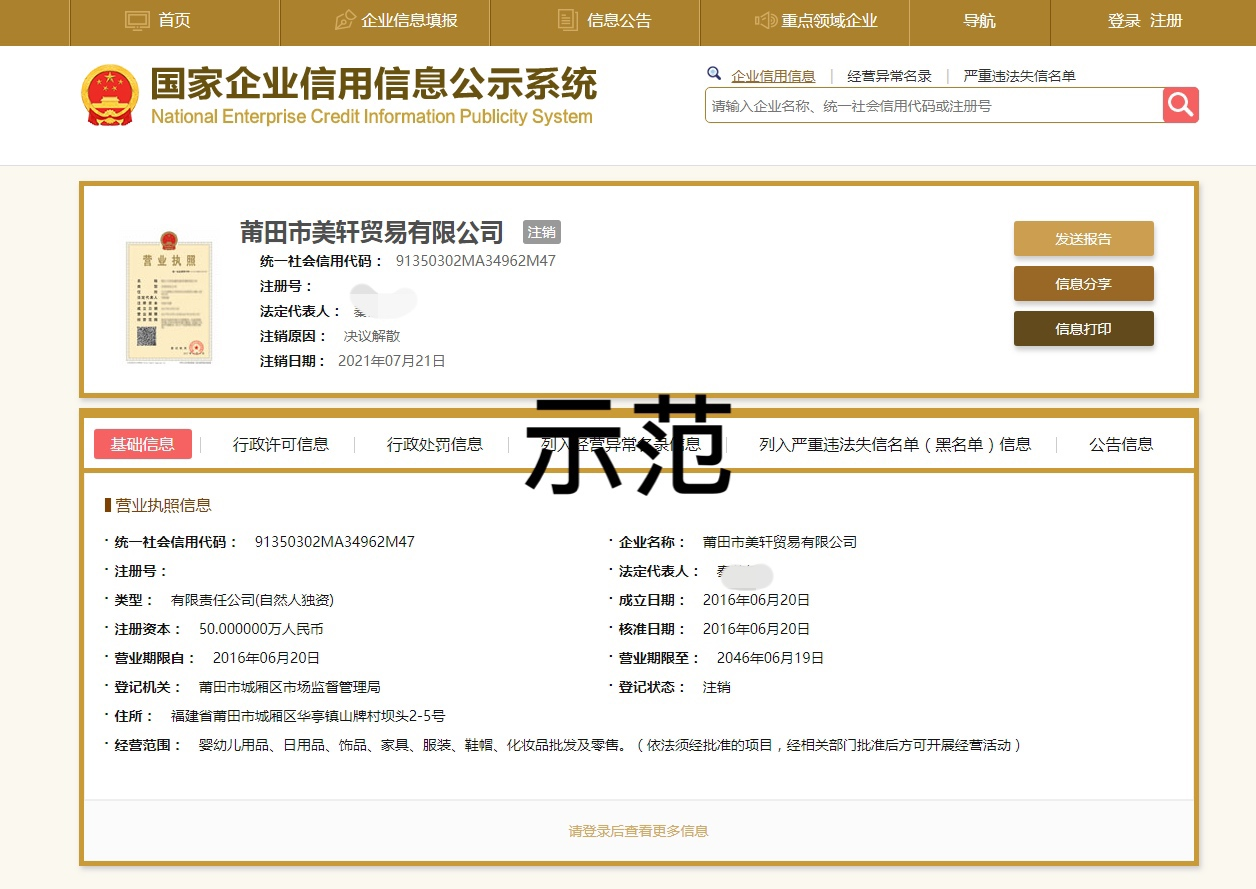 首页 企业信息填报 信息公告 重点领域企业 导航 登录 注册
国家企业信用信息公示系统
National Enterprise Credit Information Publicity System
企业信用信息 | 经营异常名录 | 严重违法失信名单
请输入企业名称、统一社会信用代码或注册号
莆田市美轩贸易有限公司 注销
统一社会信用代码： 91350302MA34962M47
注册号：
法定代表人：
注销原因： 决议解散
注销日期： 2021年07月21日
营业执照
发送报告
信息分享
信息打印
示范
基础信息 行政许可信息 行政处罚信息 列入经营异常名录信息 列入严重违法失信名单（黑名单）信息 公告信息
营业执照信息
· 统一社会信用代码： 91350302MA34962M47 · 企业名称： 莆田市美轩贸易有限公司
· 注册号： · 法定代表人：
· 类型： 有限责任公司(自然人独资) · 成立日期： 2016年06月20日
· 注册资本： 50.000000万人民币 · 核准日期： 2016年06月20日
· 营业期限自： 2016年06月20日 · 营业期限至： 2046年06月19日
· 登记机关： 莆田市城厢区市场监督管理局 · 登记状态： 注销
· 住所： 福建省莆田市城厢区华亭镇山牌村坝头2-5号
· 经营范围： 婴幼儿用品、日用品、饰品、家具、服装、鞋帽、化妆品批发及零售。（依法须经批准的项目，经相关部门批准后方可开展经营活动）
请登录后查看更多信息